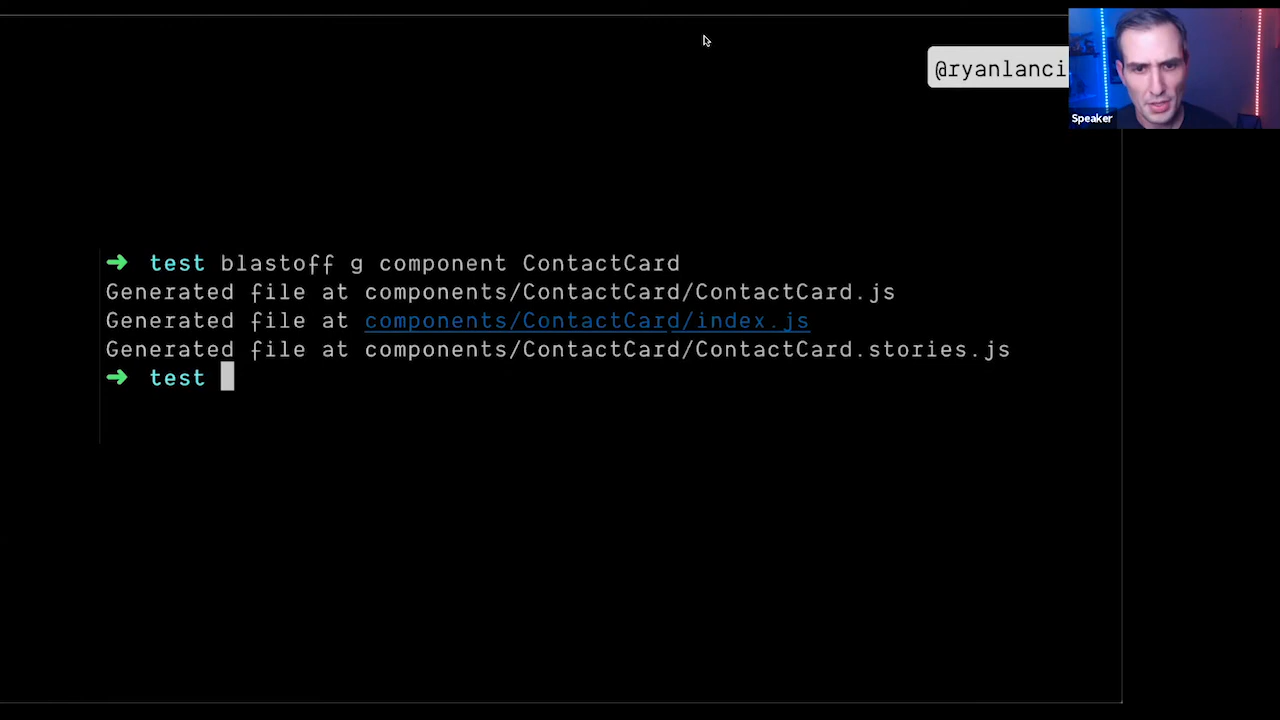 @ryanlanci
Speaker
➜ test blastoff g component ContactCard
Generated file at components/ContactCard/ContactCard.js
Generated file at components/ContactCard/index.js
Generated file at components/ContactCard/ContactCard.stories.js
➜ test